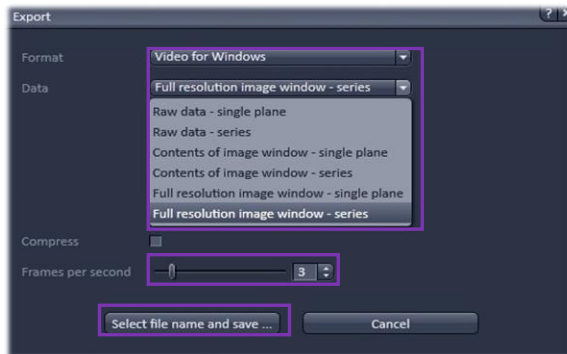 Export ? X
Format Video for Windows
Data Full resolution image window - series
Raw data - single plane
Raw data - series
Contents of image window - single plane
Contents of image window - series
Full resolution image window - single plane
Full resolution image window - series
Compress
Frames per second 3
Select file name and save ... Cancel